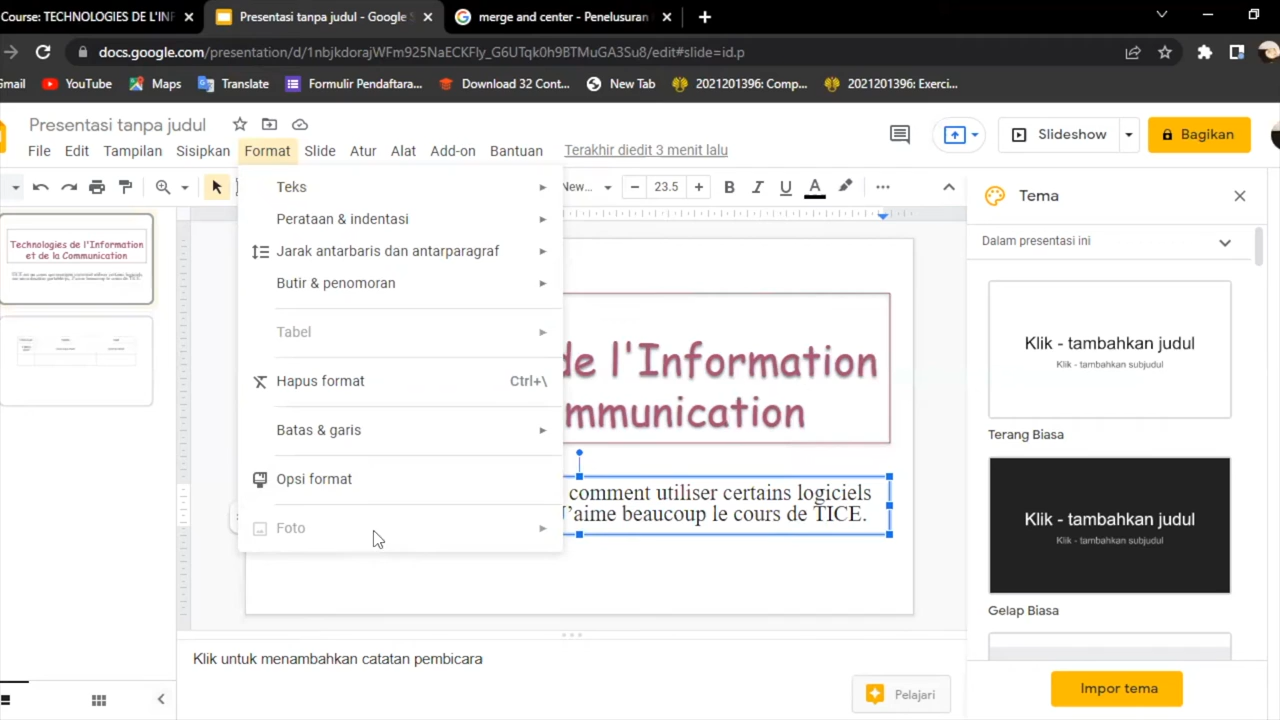 Course: TECHNOLOGIES DE L'INF
Presentasi tanpa judul - Google S
merge and center - Penelusuran
docs.google.com/presentation/d/1nbjkdorajWFm925NaECKFly_G6UTqk0h9BTMuGA3Su8/edit#slide=id.p
Gmail
YouTube
Maps
Translate
Formulir Pendaftara...
Download 32 Cont...
New Tab
2021201396: Comp...
2021201396: Exerci...
Presentasi tanpa judul
File Edit Tampilan Sisipkan Format Slide Atur Alat Add-on Bantuan
Terakhir diedit 3 menit lalu
Slideshow
Bagikan
New...
23.5
B I U A
Teks
Perataan & indentasi
Jarak antarbaris dan antarparagraf
Butir & penomoran
Tabel
Hapus format Ctrl+\
Batas & garis
Opsi format
Foto
Technologies de l'Information
et de la Communication
de l'Information
mmunication
comment utiliser certains logiciels
J'aime beaucoup le cours de TICE.
Klik untuk menambahkan catatan pembicara
Pelajari
Tema
Dalam presentasi ini
Klik - tambahkan judul
Klik - tambahkan subjudul
Terang Biasa
Klik - tambahkan judul
Klik - tambahkan subjudul
Gelap Biasa
Impor tema